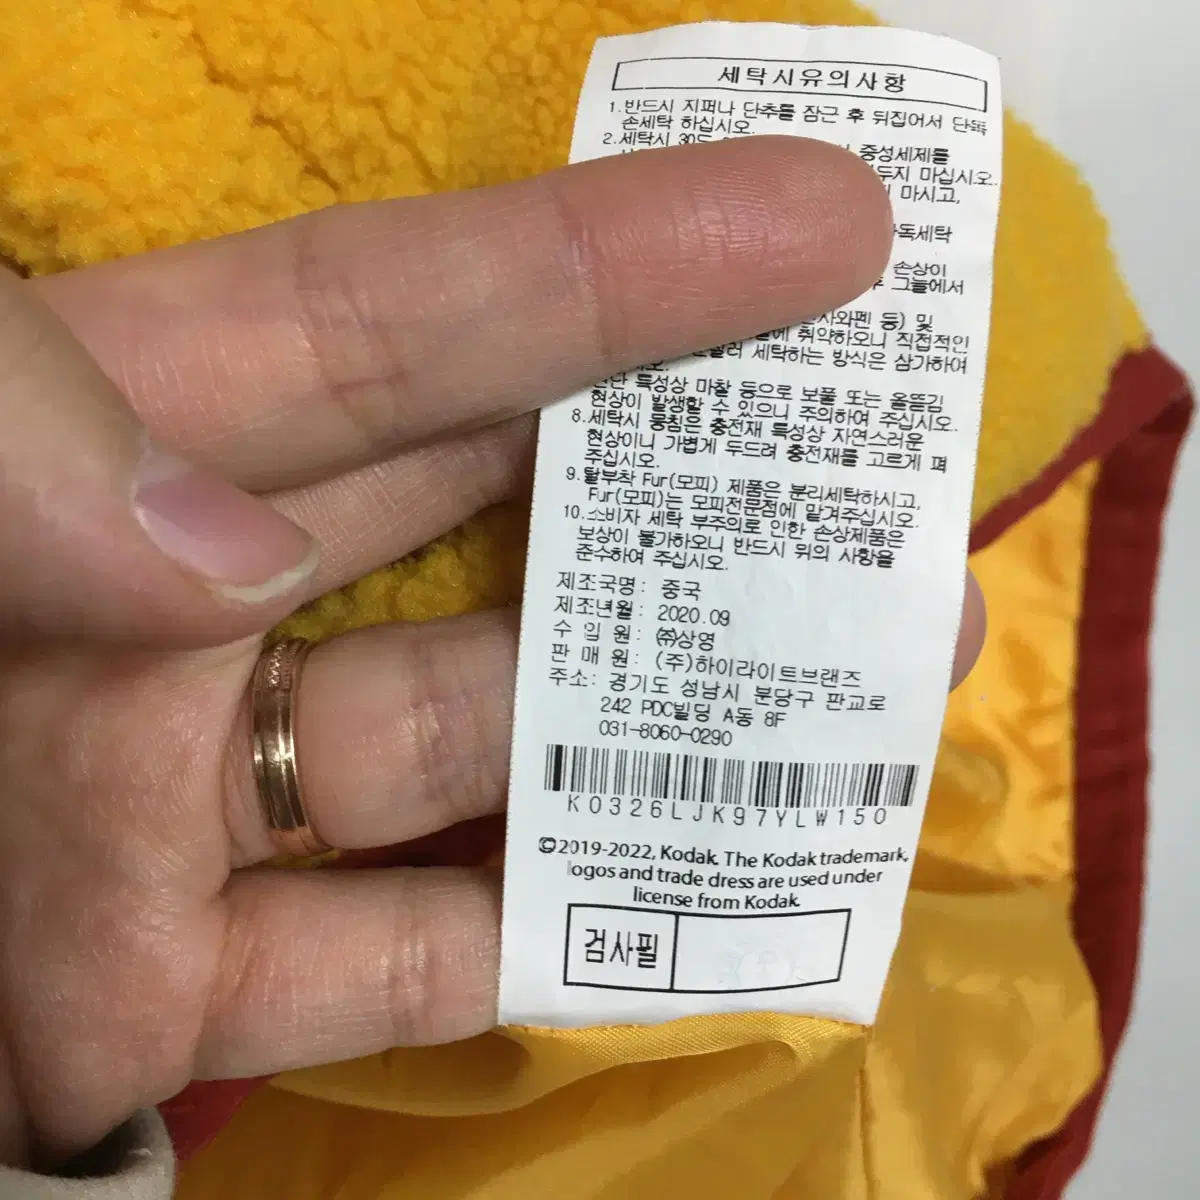 세탁시유의사항
1.반드시 지퍼나 단추를 잠근 후 뒤집어서 단독
손세탁 하십시오.
2.세탁시 30도 중성세제를
두지 마십시오.
마시고,
단독세탁
손상이
후 그늘에서
등) 및
취약하오니 직접적인
세탁하는 방식은 삼가하여
특성상 마찰 등으로 보풀 또는 올뜯김
현상이 발생할 수 있으니 주의하여 주십시오.
8.세탁시 뭉침은 충전재 특성상 자연스러운
현상이니 가볍게 두드려 충전재를 고르게 펴
주십시오.
9.탈부착 Fur(모피) 제품은 분리세탁하시고,
Fur(모피)는 모피전문점에 맡겨주십시오.
10.소비자 세탁 부주의로 인한 손상제품은
보상이 불가하오니 반드시 위의 사항을
준수하여 주십시오.
제조국명: 중국
제조년월: 2020.09
수 입 원: ㈜상영
판 매 원: (주)하이라이트브랜즈
주소: 경기도 성남시 분당구 판교로
242 PDC빌딩 A동 8F
031-8060-0290
K0326LJK97YLW150
©2019-2022, Kodak. The Kodak trademark,
logos and trade dress are used under
license from Kodak.
검사필